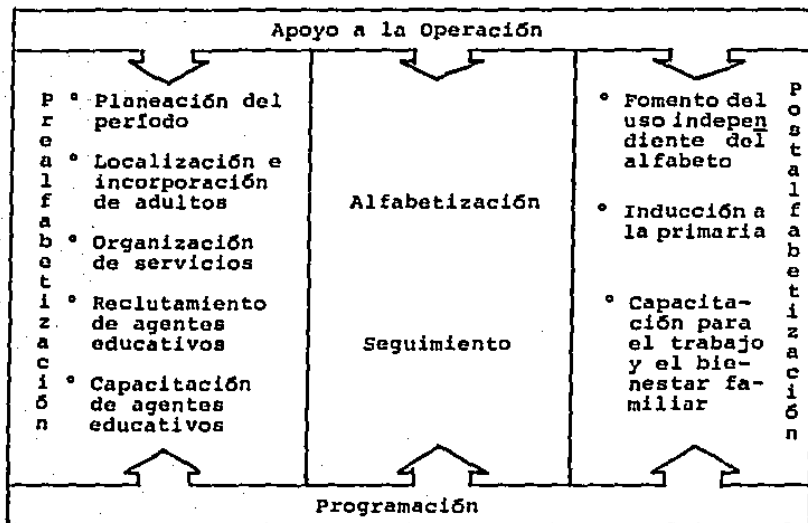 Apoyo a la Operación
Prealfabetización
° Planeación del
período
° Localización e
incorporación
de adultos
° Organización
de servicios
° Reclutamiento
de agentes
educativos
° Capacitación
de agentes
educativos
Alfabetización
Seguimiento
° Fomento del
uso indepen
diente del
alfabeto
° Inducción a
la primaria
° Capacita-
ción para
el trabajo
y el bie-
nestar fa-
miliar
Postalfabetización
Programación